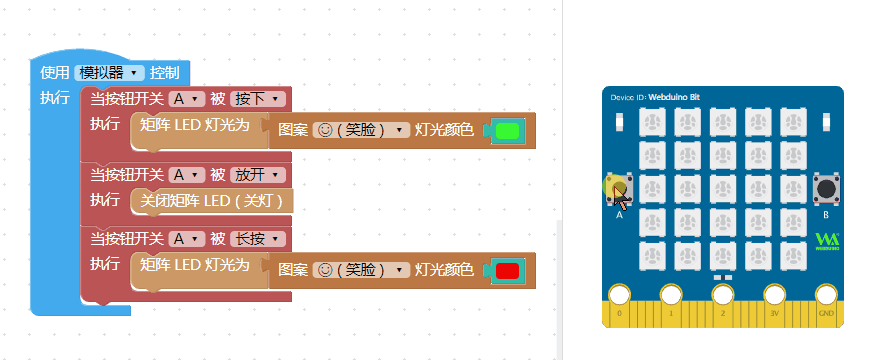 使用 模拟器 控制
执行
当按钮开关 A 被 按下
执行 矩阵 LED 灯光为 图案 (笑脸) 灯光颜色
当按钮开关 A 被 放开
执行 关闭矩阵 LED (关灯)
当按钮开关 A 被 长按
执行 矩阵 LED 灯光为 图案 (笑脸) 灯光颜色
Device ID: Webduino Bit
A B
WEBDUINO
0 1 2 3V GND